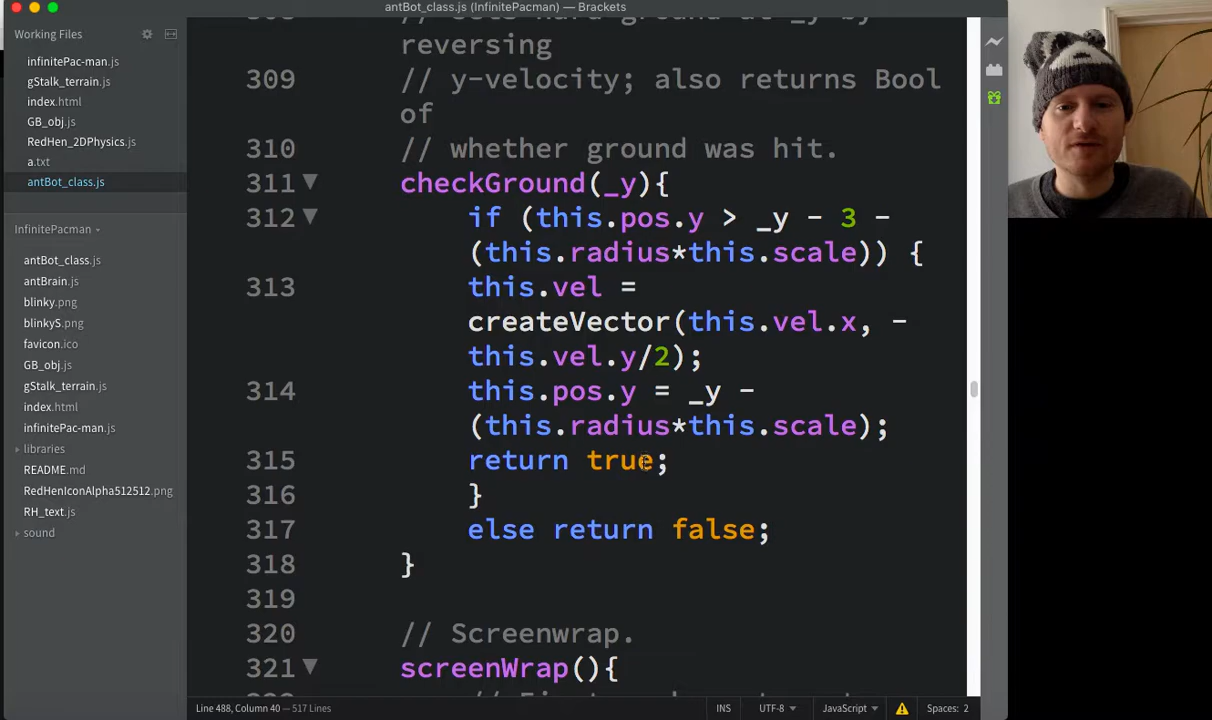 antBot_class.js (InfinitePacman) — Brackets
Working Files
infinitePac-man.js
gStalk_terrain.js
index.html
GB_obj.js
RedHen_2DPhysics.js
a.txt
antBot_class.js
InfinitePacman
antBot_class.js
antBrain.js
blinky.png
blinkyS.png
favicon.ico
GB_obj.js
gStalk_terrain.js
index.html
infinitePac-man.js
libraries
README.md
RedHenIconAlpha512512.png
RH_text.js
sound
reversing
309 // y-velocity; also returns Bool
of
310 // whether ground was hit.
311 checkGround(_y){
312 if (this.pos.y > _y - 3 -
(this.radius*this.scale)) {
313 this.vel =
createVector(this.vel.x, -
this.vel.y/2);
314 this.pos.y = _y -
(this.radius*this.scale);
315 return true;
316 }
317 else return false;
318 }
319
320 // Screenwrap.
321 screenWrap(){
Line 488, Column 40 — 517 Lines
INS
UTF-8
JavaScript
Spaces: 2